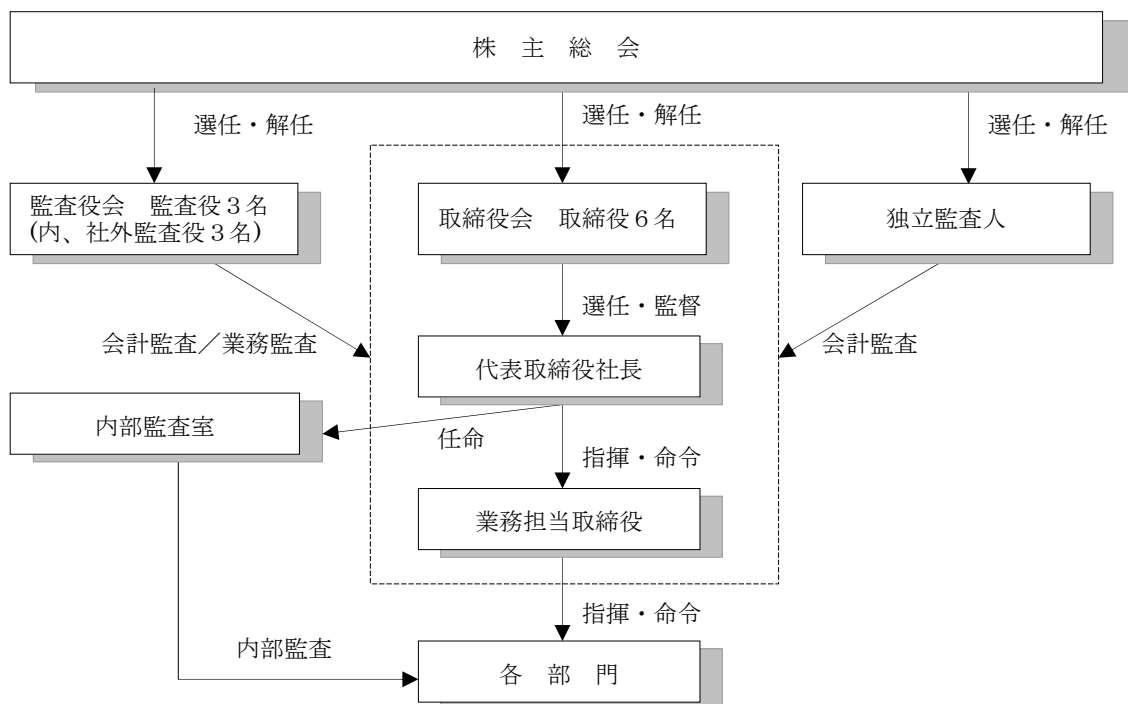 株　主　総　会
選任・解任
選任・解任
選任・解任
監査役会　監査役３名
(内、社外監査役３名)
取締役会　取締役６名
独立監査人
選任・監督
会計監査／業務監査
会計監査
代表取締役社長
内部監査室
任命
指揮・命令
業務担当取締役
指揮・命令
内部監査
各　部　門